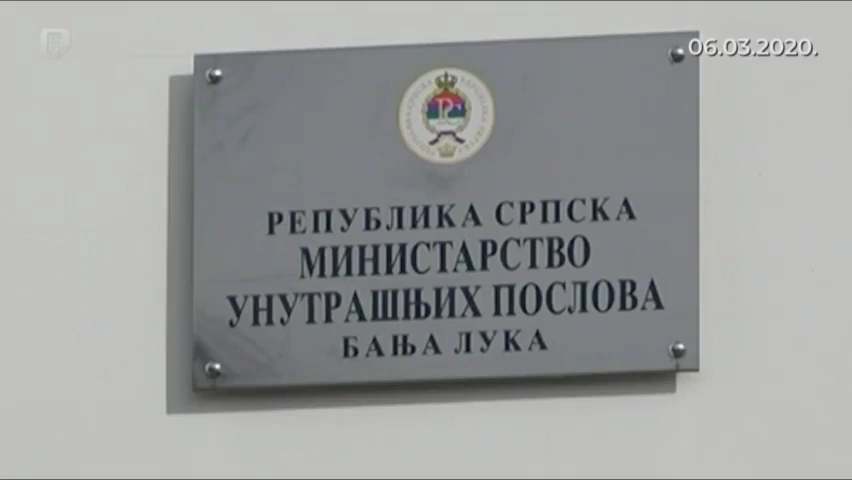 06.03.2020.
РЕПУБЛИКА СРПСКА
МИНИСТАРСТВО
УНУТРАШЊИХ ПОСЛОВА
БАЊА ЛУКА